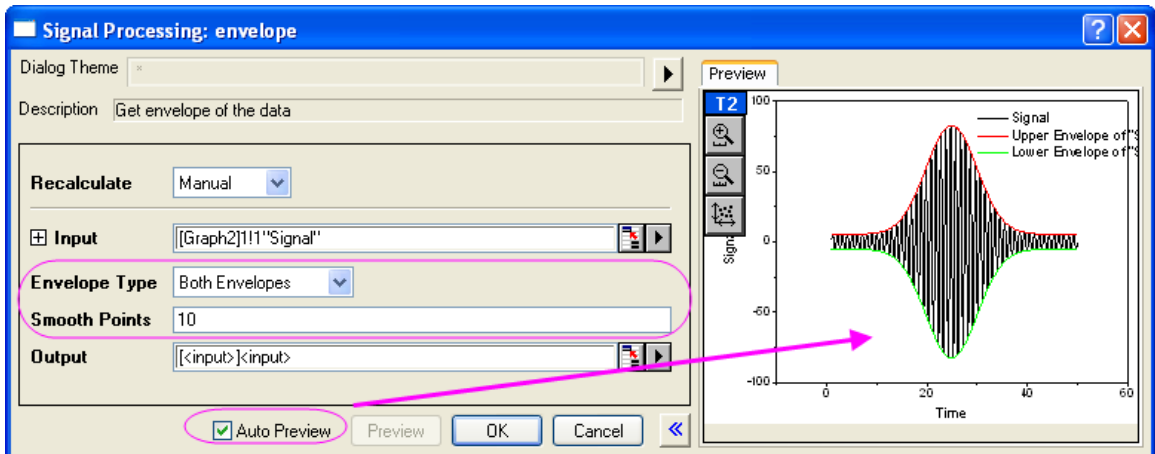 Signal Processing: envelope
Dialog Theme *
Description Get envelope of the data
Recalculate Manual
Input [Graph2]1!1"Signal"
Envelope Type Both Envelopes
Smooth Points 10
Output [<input>]<input>
Auto Preview Preview OK Cancel
Preview
T2
Signal
Upper Envelope of "S
Lower Envelope of "S
100
50
0
-50
-100
Signa
0 20 40 60
Time